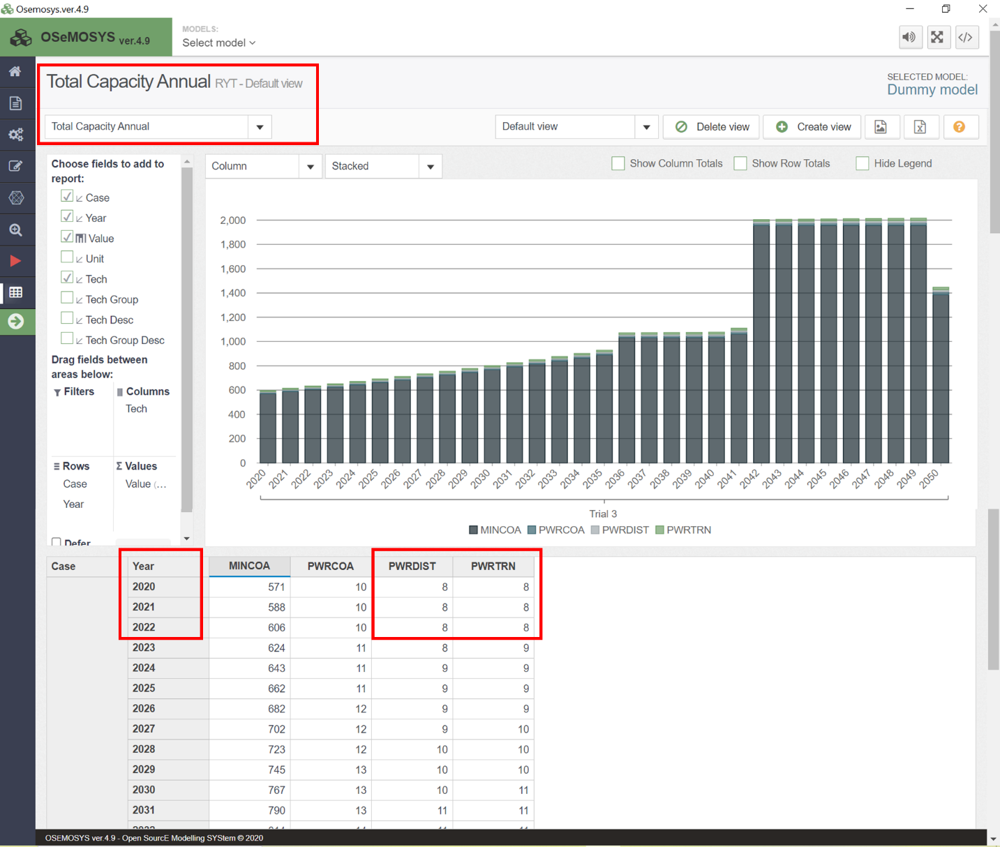 Osemosys.ver.4.9
OSeMOSYS ver.4.9
MODELS:
Select model
Total Capacity Annual RYT - Default view
SELECTED MODEL:
Dummy model
Total Capacity Annual
Default view
Delete view
Create view
Choose fields to add to
report:
Case
Year
Value
Unit
Tech
Tech Group
Tech Desc
Tech Group Desc
Drag fields between
areas below:
Filters
Columns
Tech
Rows
Σ Values
Case
Value (...
Year
Defer
Column
Stacked
Show Column Totals
Show Row Totals
Hide Legend
2,000
1,800
1,600
1,400
1,200
1,000
800
600
400
200
0
2020 2021 2022 2023 2024 2025 2026 2027 2028 2029 2030 2031 2032 2033 2034 2035 2036 2037 2038 2039 2040 2041 2042 2043 2044 2045 2046 2047 2048 2049 2050
Trial 3
MINCOA PWRCOA PWRDIST PWRTRN
Case Year MINCOA PWRCOA PWRDIST PWRTRN
2020 571 10 8 8
2021 588 10 8 8
2022 606 10 8 8
2023 624 11 8 9
2024 643 11 9 9
2025 662 11 9 9
2026 682 12 9 9
2027 702 12 9 10
2028 723 12 10 10
2029 745 13 10 10
2030 767 13 10 11
2031 790 13 11 11
OSEMOSYS ver.4.9 - Open SourcE Modelling SYStem © 2020